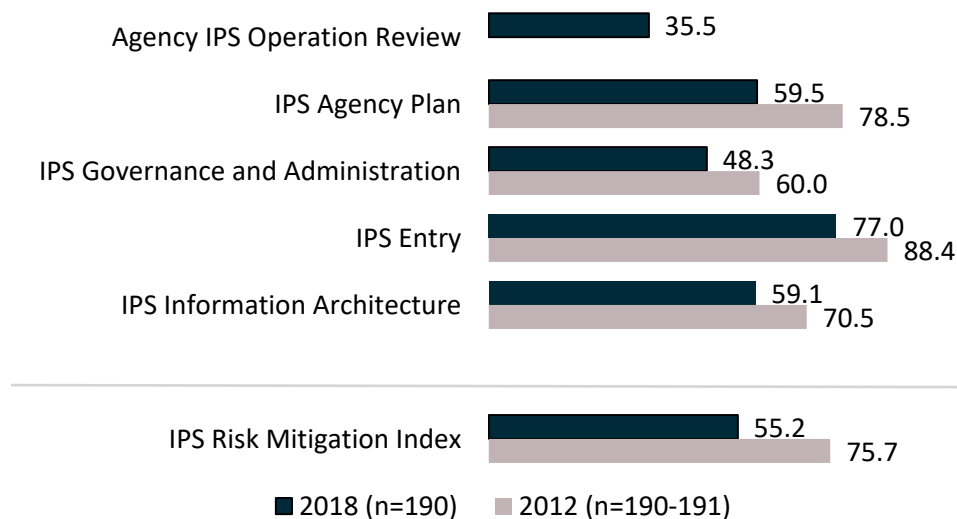 Agency IPS Operation Review 35.5
IPS Agency Plan 59.5
78.5
IPS Governance and Administration 48.3
60.0
IPS Entry 77.0
88.4
IPS Information Architecture 59.1
70.5
IPS Risk Mitigation Index 55.2
75.7
2018 (n=190) 2012 (n=190-191)